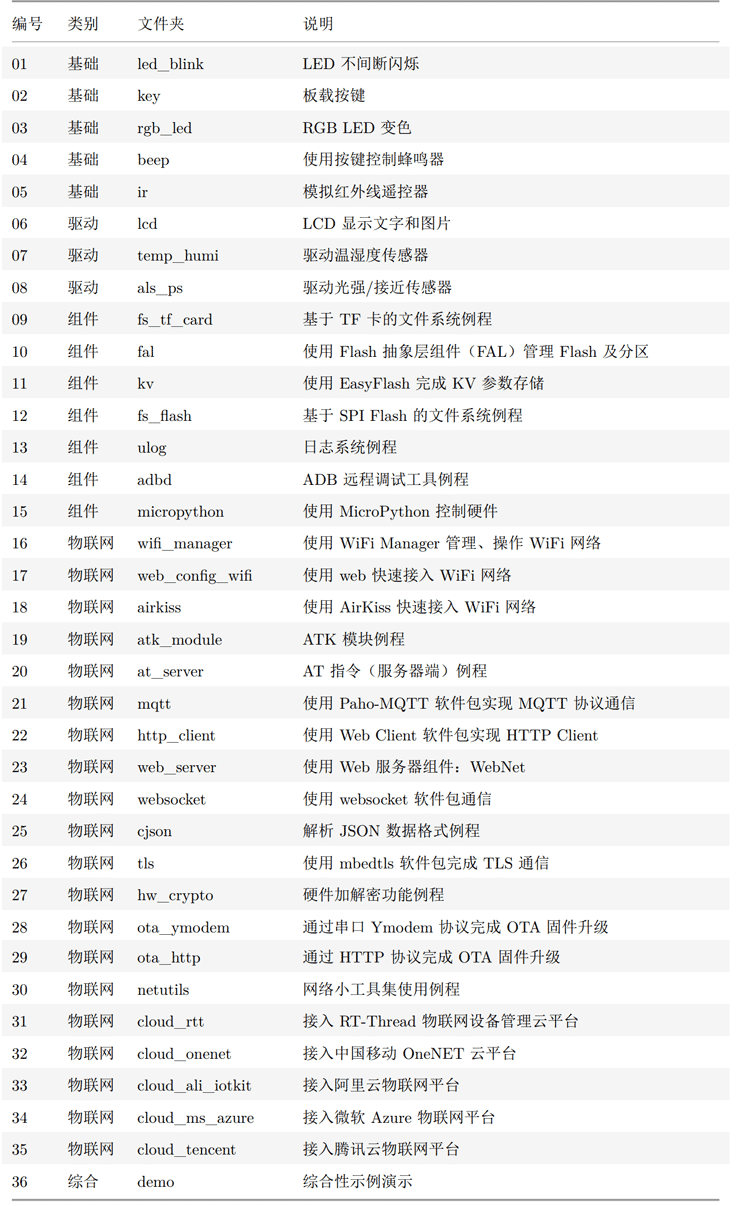 编号 类别 文件夹 说明
01 基础 led_blink LED 不间断闪烁
02 基础 key 板载按键
03 基础 rgb_led RGB LED 变色
04 基础 beep 使用按键控制蜂鸣器
05 基础 ir 模拟红外线遥控器
06 驱动 lcd LCD 显示文字和图片
07 驱动 temp_humi 驱动温湿度传感器
08 驱动 als_ps 驱动光强/接近传感器
09 组件 fs_tf_card 基于 TF 卡的文件系统例程
10 组件 fal 使用 Flash 抽象层组件（FAL）管理 Flash 及分区
11 组件 kv 使用 EasyFlash 完成 KV 参数存储
12 组件 fs_flash 基于 SPI Flash 的文件系统例程
13 组件 ulog 日志系统例程
14 组件 adbd ADB 远程调试工具例程
15 组件 micropython 使用 MicroPython 控制硬件
16 物联网 wifi_manager 使用 WiFi Manager 管理、操作 WiFi 网络
17 物联网 web_config_wifi 使用 web 快速接入 WiFi 网络
18 物联网 airkiss 使用 AirKiss 快速接入 WiFi 网络
19 物联网 atk_module ATK 模块例程
20 物联网 at_server AT 指令（服务器端）例程
21 物联网 mqtt 使用 Paho-MQTT 软件包实现 MQTT 协议通信
22 物联网 http_client 使用 Web Client 软件包实现 HTTP Client
23 物联网 web_server 使用 Web 服务器组件：WebNet
24 物联网 websocket 使用 websocket 软件包通信
25 物联网 cjson 解析 JSON 数据格式例程
26 物联网 tls 使用 mbedtls 软件包完成 TLS 通信
27 物联网 hw_crypto 硬件加解密功能例程
28 物联网 ota_ymodem 通过串口 Ymodem 协议完成 OTA 固件升级
29 物联网 ota_http 通过 HTTP 协议完成 OTA 固件升级
30 物联网 netutils 网络小工具集使用例程
31 物联网 cloud_rtt 接入 RT-Thread 物联网设备管理云平台
32 物联网 cloud_onenet 接入中国移动 OneNET 云平台
33 物联网 cloud_ali_iotkit 接入阿里云物联网平台
34 物联网 cloud_ms_azure 接入微软 Azure 物联网平台
35 物联网 cloud_tencent 接入腾讯云物联网平台
36 综合 demo 综合性示例演示